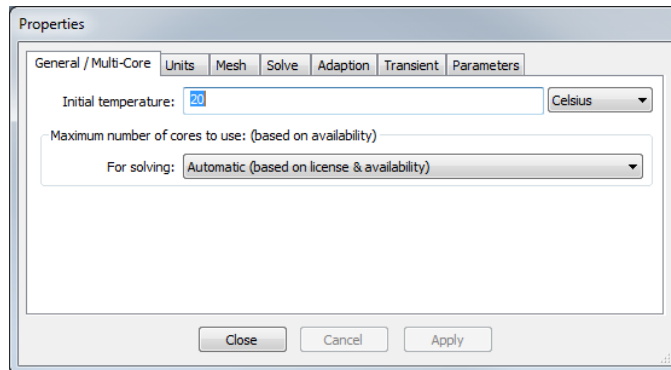 Properties
General / Multi-Core Units Mesh Solve Adaption Transient Parameters
Initial temperature: 20 Celsius
Maximum number of cores to use: (based on availability)
For solving: Automatic (based on license & availability)
Close Cancel Apply